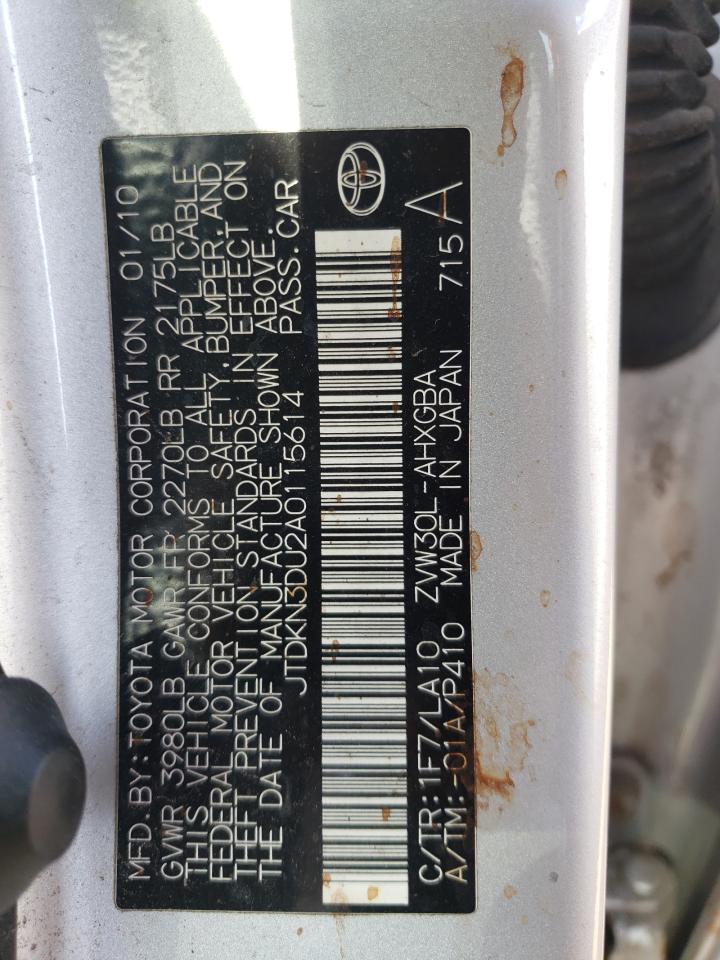 MFD. BY: TOYOTA MOTOR CORPORATION 01/10
GVWR 3980LB GAWR FR 2270LB RR 2175LB
THIS VEHICLE CONFORMS TO ALL APPLICABLE
FEDERAL MOTOR VEHICLE SAFETY, BUMPER, AND
THEFT PREVENTION STANDARDS IN EFFECT ON
THE DATE OF MANUFACTURE SHOWN ABOVE.
JTDKN3DU2A0115614 PASS. CAR
C/TR: 1F7/LA10 ZVW30L-AHXGBA
A/TM: -01A/P410 MADE IN JAPAN 715 A